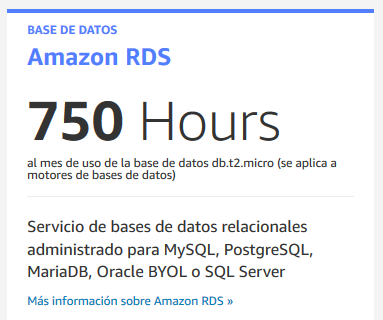 BASE DE DATOS
Amazon RDS
750 Hours
al mes de uso de la base de datos db.t2.micro (se aplica a
motores de bases de datos)
Servicio de bases de datos relacionales
administrado para MySQL, PostgreSQL,
MariaDB, Oracle BYOL o SQL Server
Más información sobre Amazon RDS »